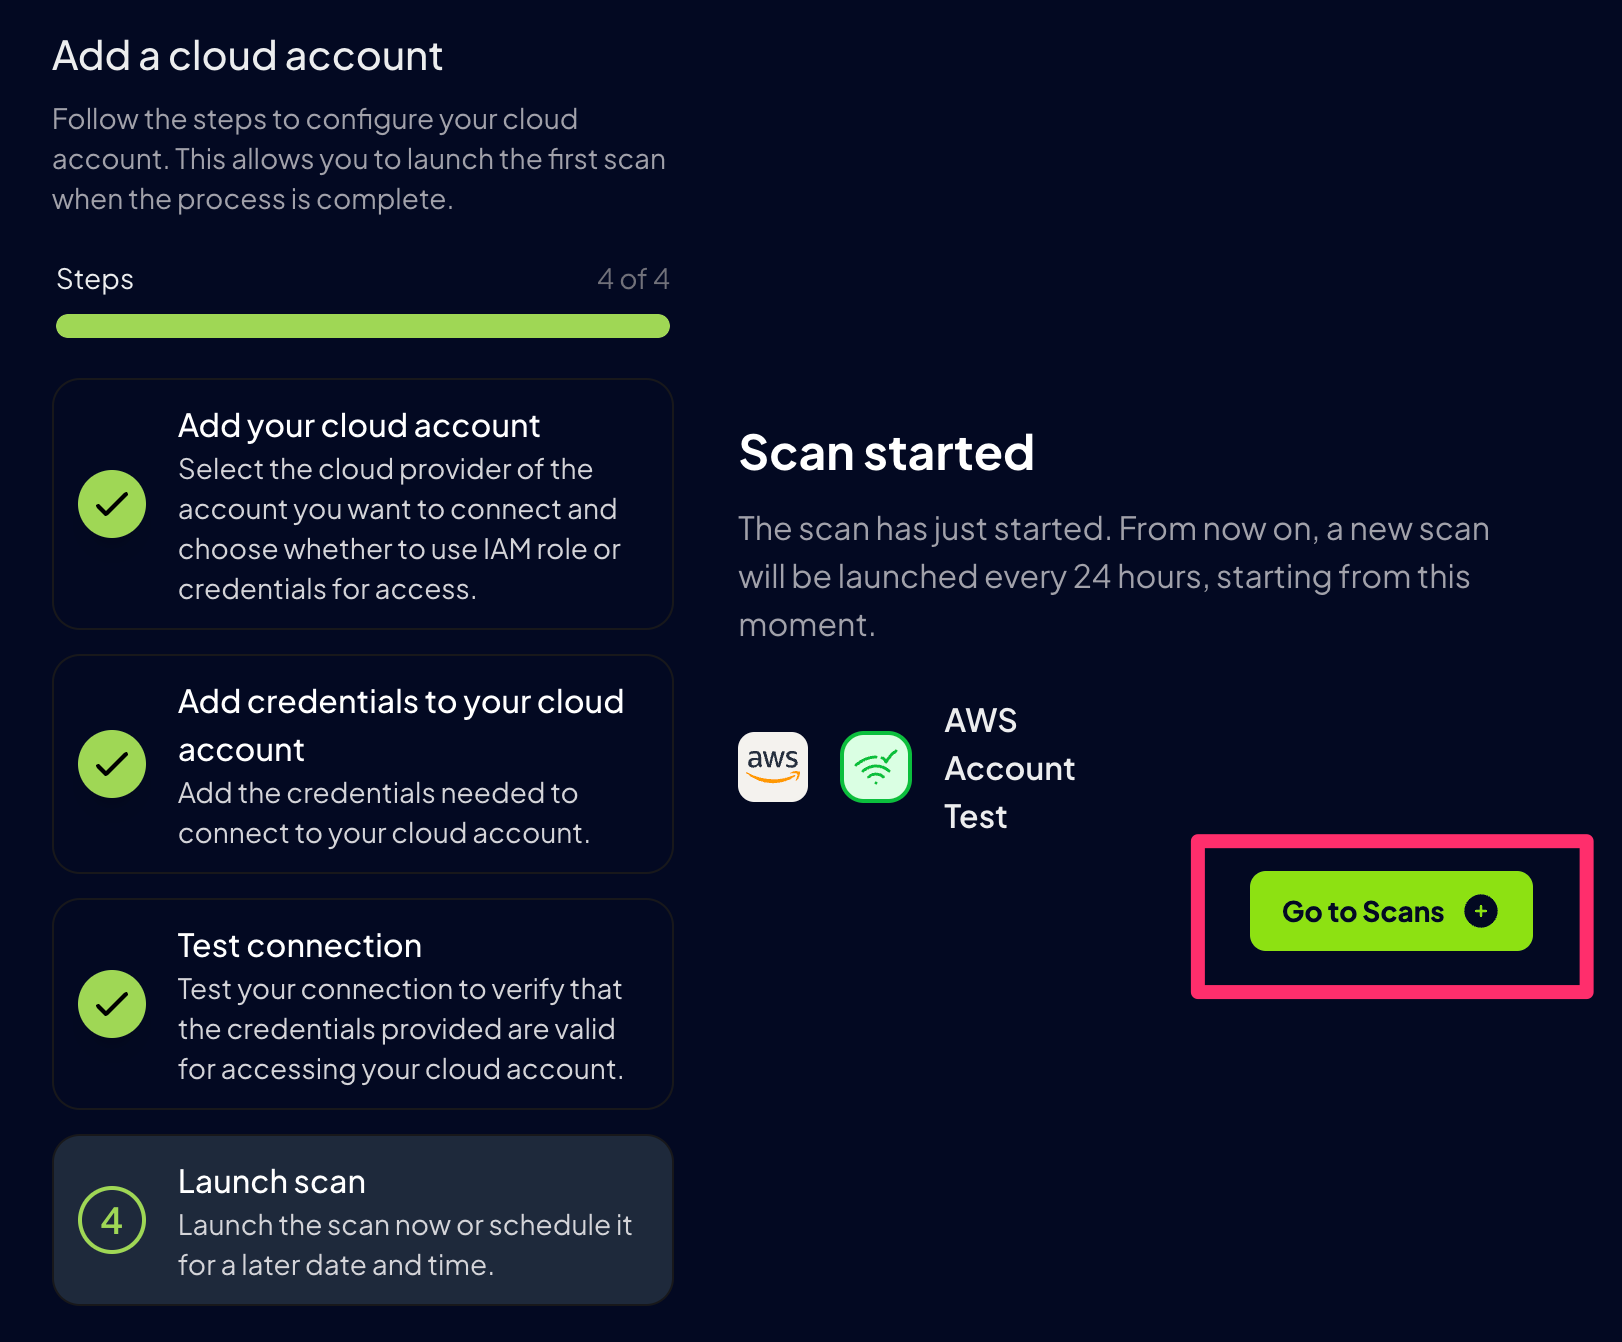 Add a cloud account
Follow the steps to configure your cloud
account. This allows you to launch the first scan
when the process is complete.
Steps
4 of 4
Add your cloud account
Select the cloud provider of the
account you want to connect and
choose whether to use IAM role or
credentials for access.
Add credentials to your cloud
account
Add the credentials needed to
connect to your cloud account.
Test connection
Test your connection to verify that
the credentials provided are valid
for accessing your cloud account.
4
Launch scan
Launch the scan now or schedule it
for a later date and time.
Scan started
The scan has just started. From now on, a new scan
will be launched every 24 hours, starting from this
moment.
aws
AWS
Account
Test
Go to Scans